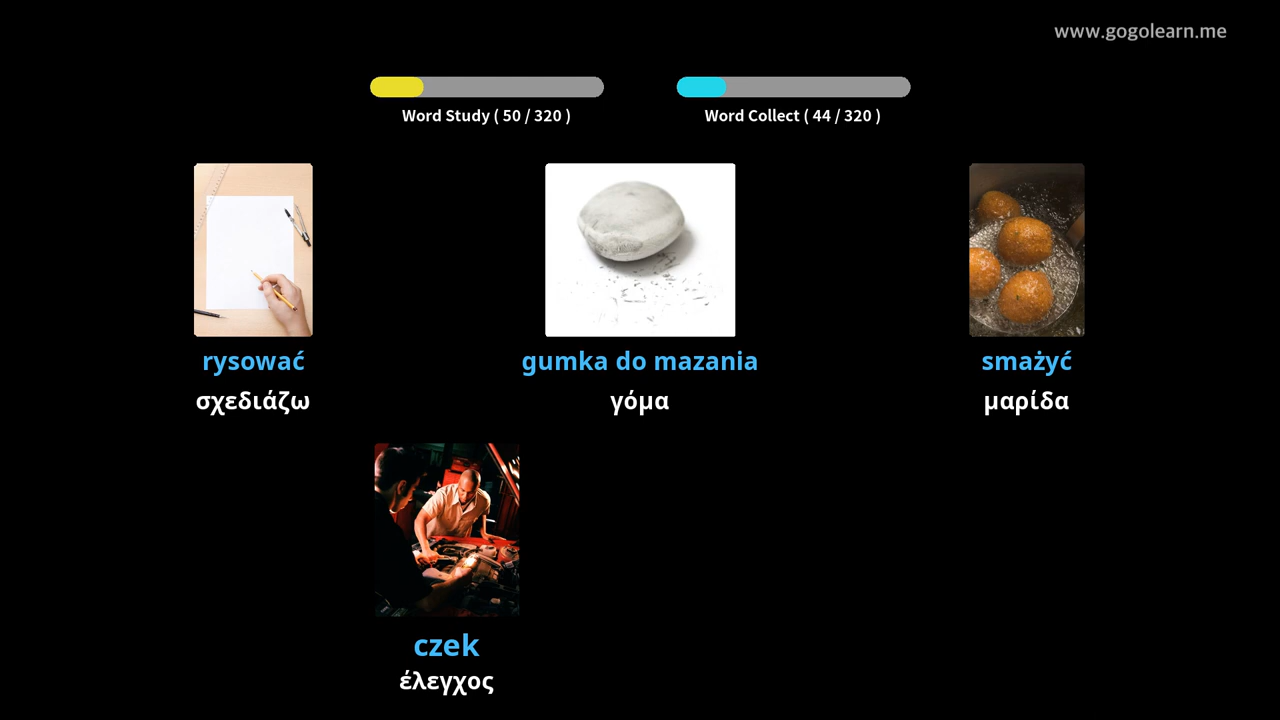 www.gogolearn.me
Word Study ( 50 / 320 )
Word Collect ( 44 / 320 )
rysować
gumka do mazania
smażyć
σχεδιάζω
γόμα
μαρίδα
czek
έλεγχος